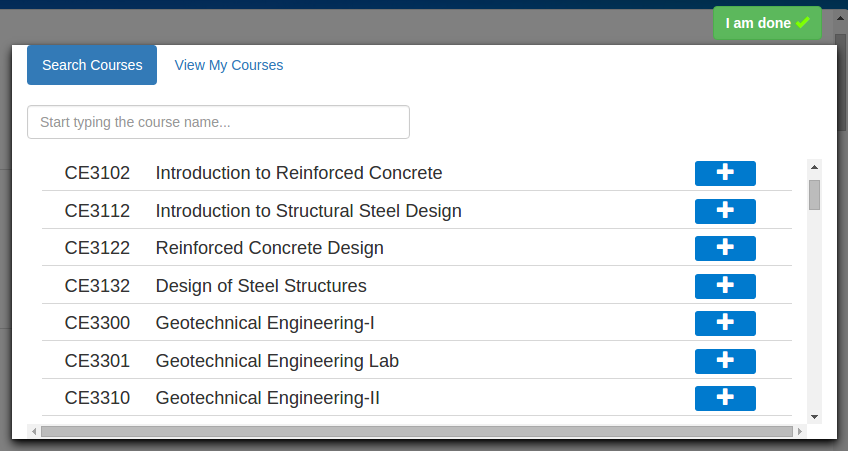 I am done
Search Courses View My Courses
Start typing the course name...
CE3102 Introduction to Reinforced Concrete
CE3112 Introduction to Structural Steel Design
CE3122 Reinforced Concrete Design
CE3132 Design of Steel Structures
CE3300 Geotechnical Engineering-I
CE3301 Geotechnical Engineering Lab
CE3310 Geotechnical Engineering-II